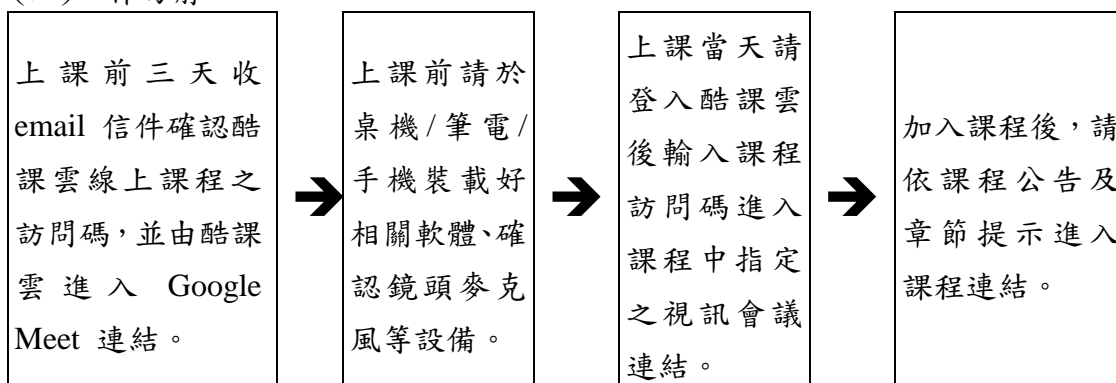 上課前三天收
email 信件確認酷
課雲線上課程之
訪問碼，並由酷課
雲進入 Google
Meet 連結。
上課前請於
桌機/筆電/
手機裝載好
相關軟體、確
認鏡頭麥克
風等設備。
上課當天請
登入酷課雲
後輸入課程
訪問碼進入
課程中指定
之視訊會議
連結。
加入課程後，請
依課程公告及
章節提示進入
課程連結。